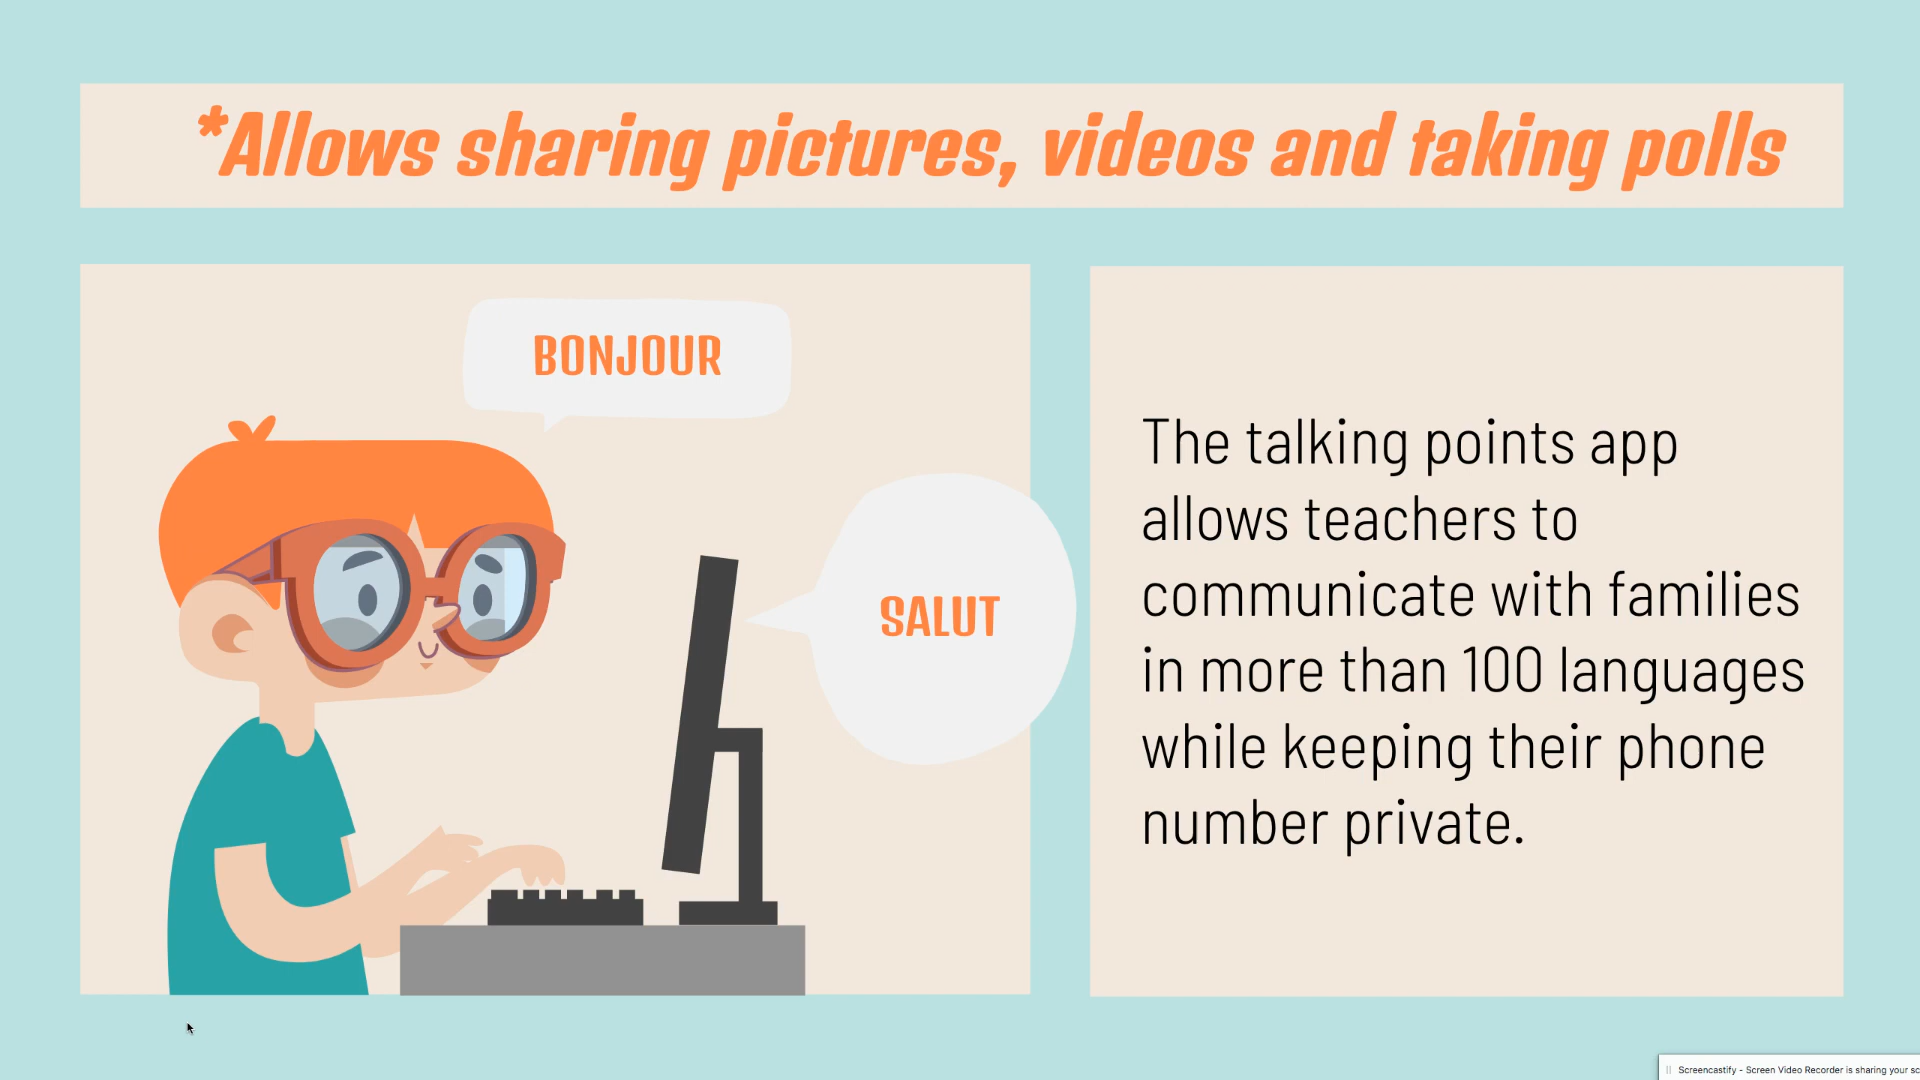 *Allows sharing pictures, videos and taking polls
BONJOUR
SALUT
The talking points app
allows teachers to
communicate with families
in more than 100 languages
while keeping their phone
number private.
Screencastify - Screen Video Recorder is sharing your sc